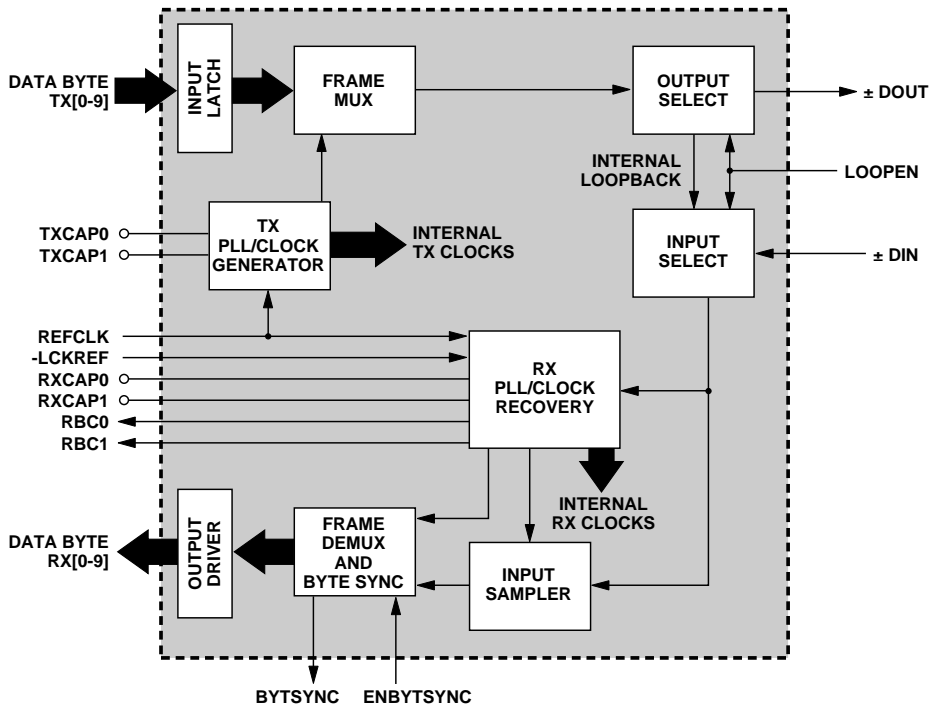 DATA BYTE
TX[0-9]
INPUT
LATCH
FRAME
MUX
OUTPUT
SELECT
± DOUT
INTERNAL
LOOPBACK
LOOPEN
TXCAP0
TXCAP1
TX
PLL/CLOCK
GENERATOR
INTERNAL
TX CLOCKS
INPUT
SELECT
± DIN
REFCLK
-LCKREF
RXCAP0
RXCAP1
RBC0
RBC1
RX
PLL/CLOCK
RECOVERY
INTERNAL
RX CLOCKS
DATA BYTE
RX[0-9]
OUTPUT
DRIVER
FRAME
DEMUX
AND
BYTE SYNC
INPUT
SAMPLER
BYTSYNC
ENBYTSYNC